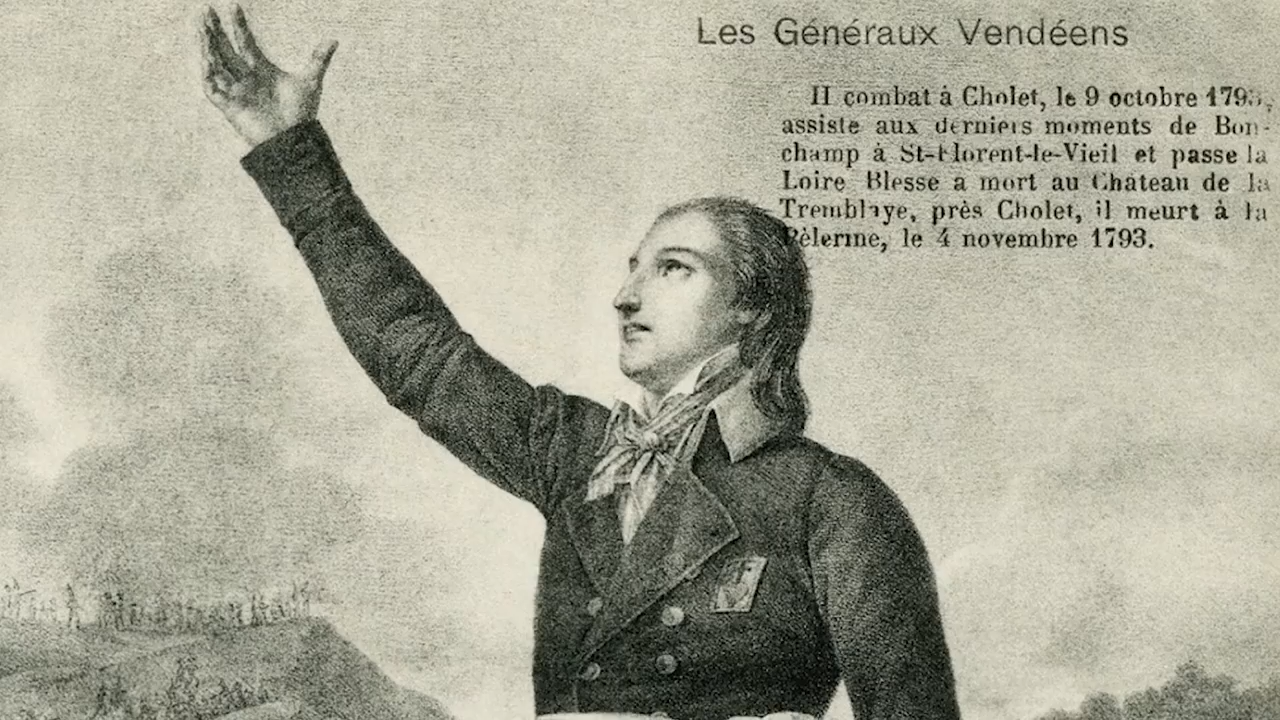 Les Généraux Vendéens
Il combat à Cholet, le 9 octobre 1793,
assiste aux derniers moments de Bon-
champ à St-Florent-le-Vieil et passe la
Loire Blesse a mort au Chateau de la
Tremblaye, près Cholet, il meurt à la
Pèlerine, le 4 novembre 1793.